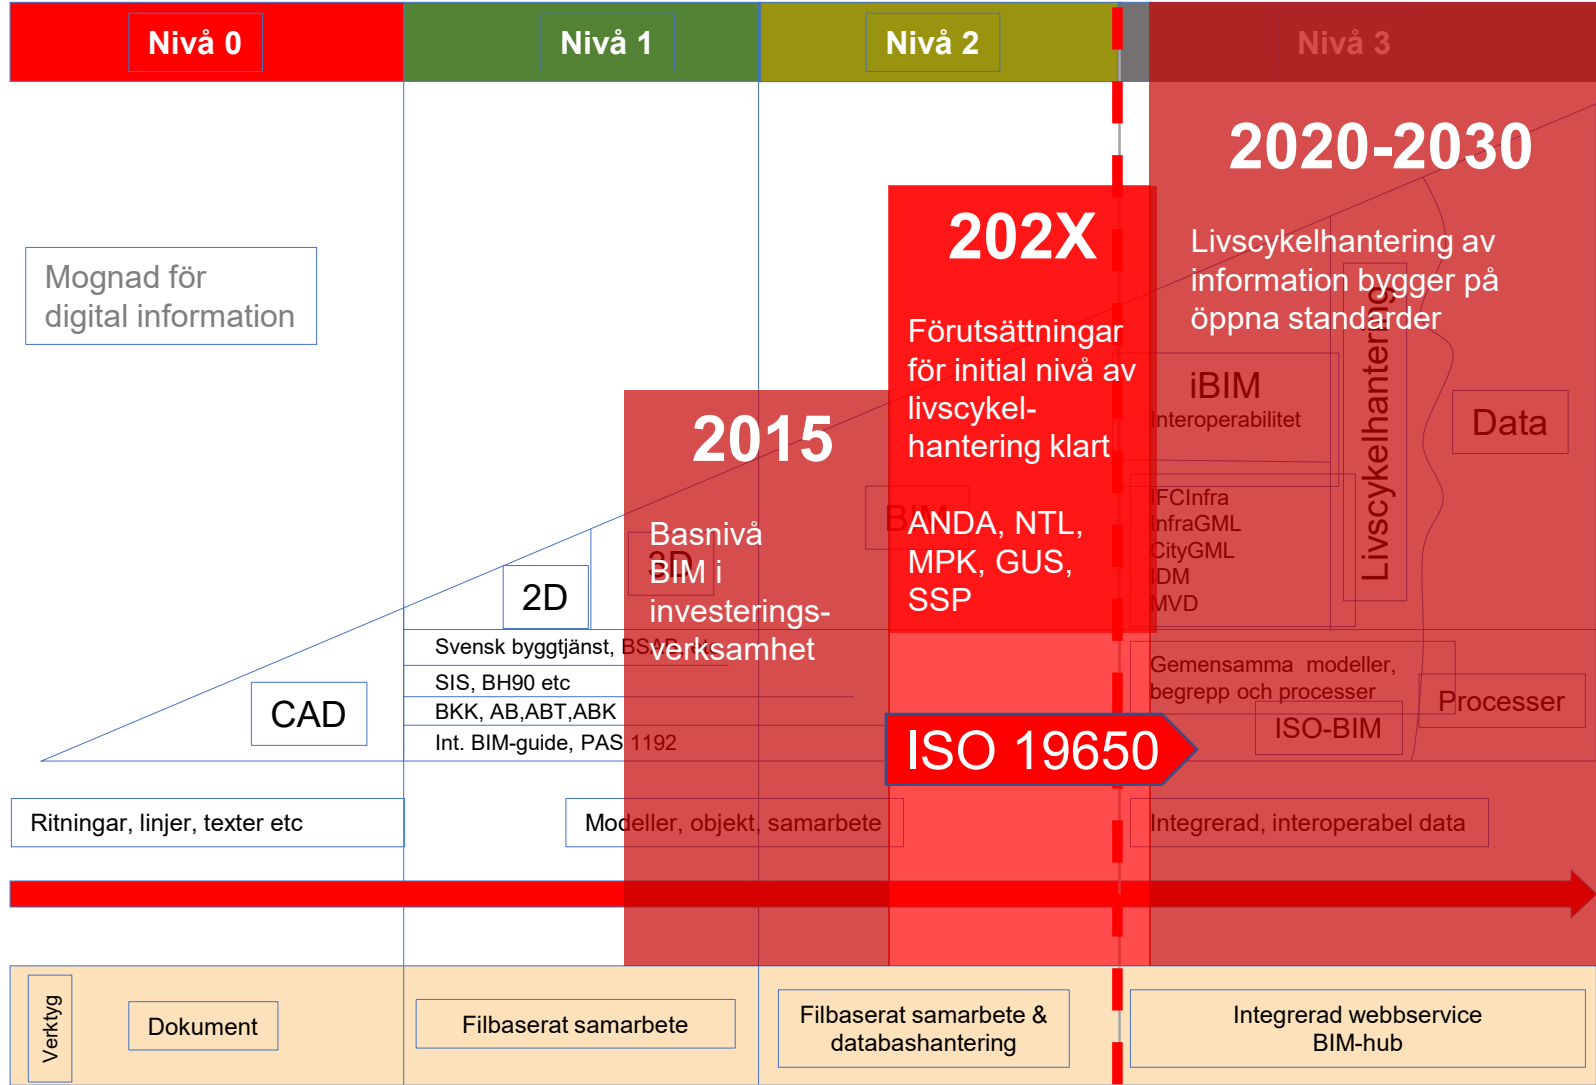 Nivå 0
Nivå 1
Nivå 2
Nivå 3
Mognad för
digital information
2020-2030
Livscykelhantering av
information bygger på
öppna standarder
202X
Förutsättningar
för initial nivå av
livscykel-
hantering klart
ANDA, NTL,
MPK, GUS,
SSP
2015
Basnivå
BIM i
investerings-
verksamhet
CAD
2D
3D
BIM
iBIM
Interoperabilitet
Livscykelhantering
Data
IFCInfra
InfraGML
CityGML
IDM
MVD
Svensk byggtjänst, BSAB, etc
SIS, BH90 etc
BKK, AB,ABT,ABK
Int. BIM-guide, PAS 1192
Gemensamma modeller,
begrepp och processer
ISO-BIM
Processer
ISO 19650
Ritningar, linjer, texter etc
Modeller, objekt, samarbete
Integrerad, interoperabel data
Verktyg
Dokument
Filbaserat samarbete
Filbaserat samarbete &
databashantering
Integrerad webbservice
BIM-hub